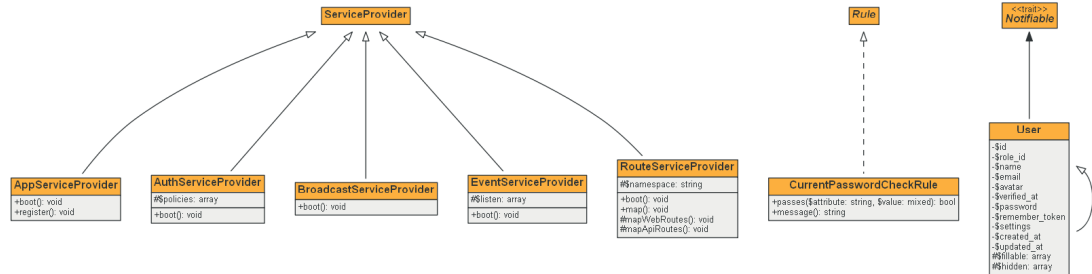 ServiceProvider
Rule
<<trait>>
Notifiable
AppServiceProvider
+boot(): void
+register(): void
AuthServiceProvider
#$policies: array
+boot(): void
BroadcastServiceProvider
+boot(): void
EventServiceProvider
#$listen: array
+boot(): void
RouteServiceProvider
#$namespace: string
+boot(): void
+map(): void
#mapWebRoutes(): void
#mapApiRoutes(): void
CurrentPasswordCheckRule
+passes($attribute: string, $value: mixed): bool
+message(): string
User
-$id
-$role_id
-$name
-$email
-$avatar
-$verified_at
-$password
-$remember_token
-$settings
-$created_at
-$updated_at
#$fillable: array
#$hidden: array